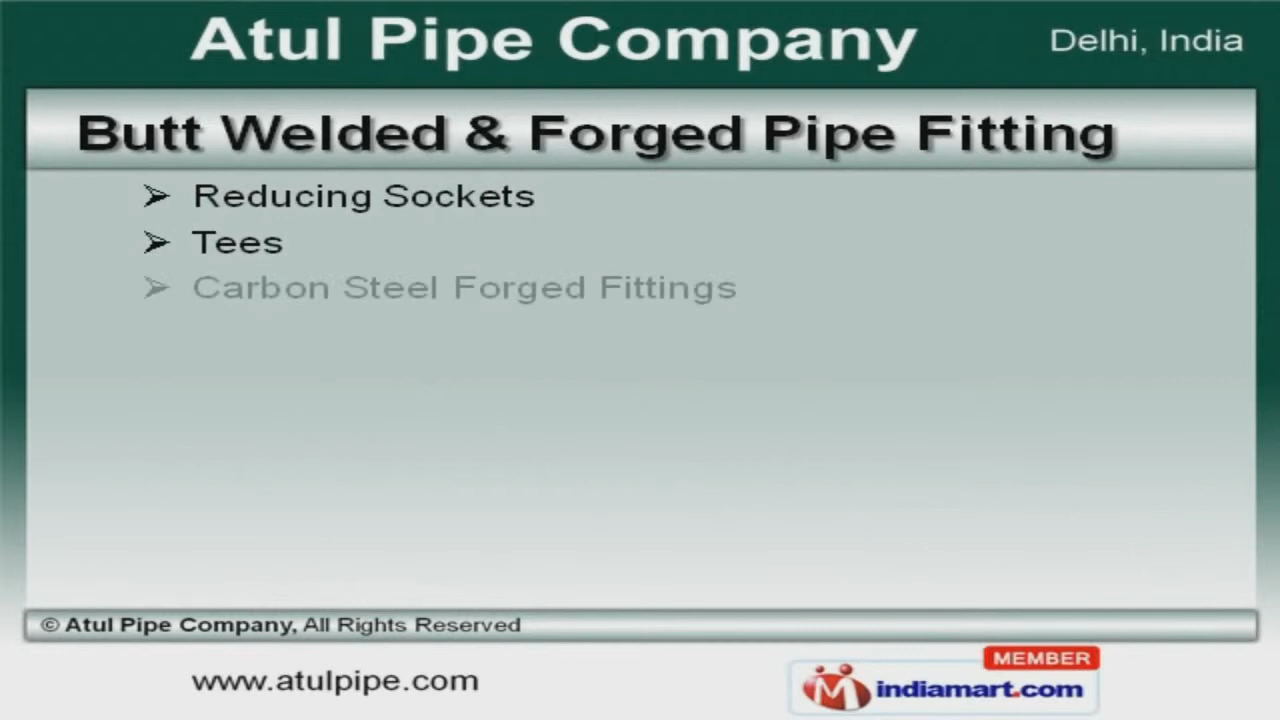 Atul Pipe Company
Delhi, India
Butt Welded & Forged Pipe Fitting
➢ Reducing Sockets
➢ Tees
➢ Carbon Steel Forged Fittings
© Atul Pipe Company, All Rights Reserved
www.atulpipe.com
MEMBER
indiamart.com